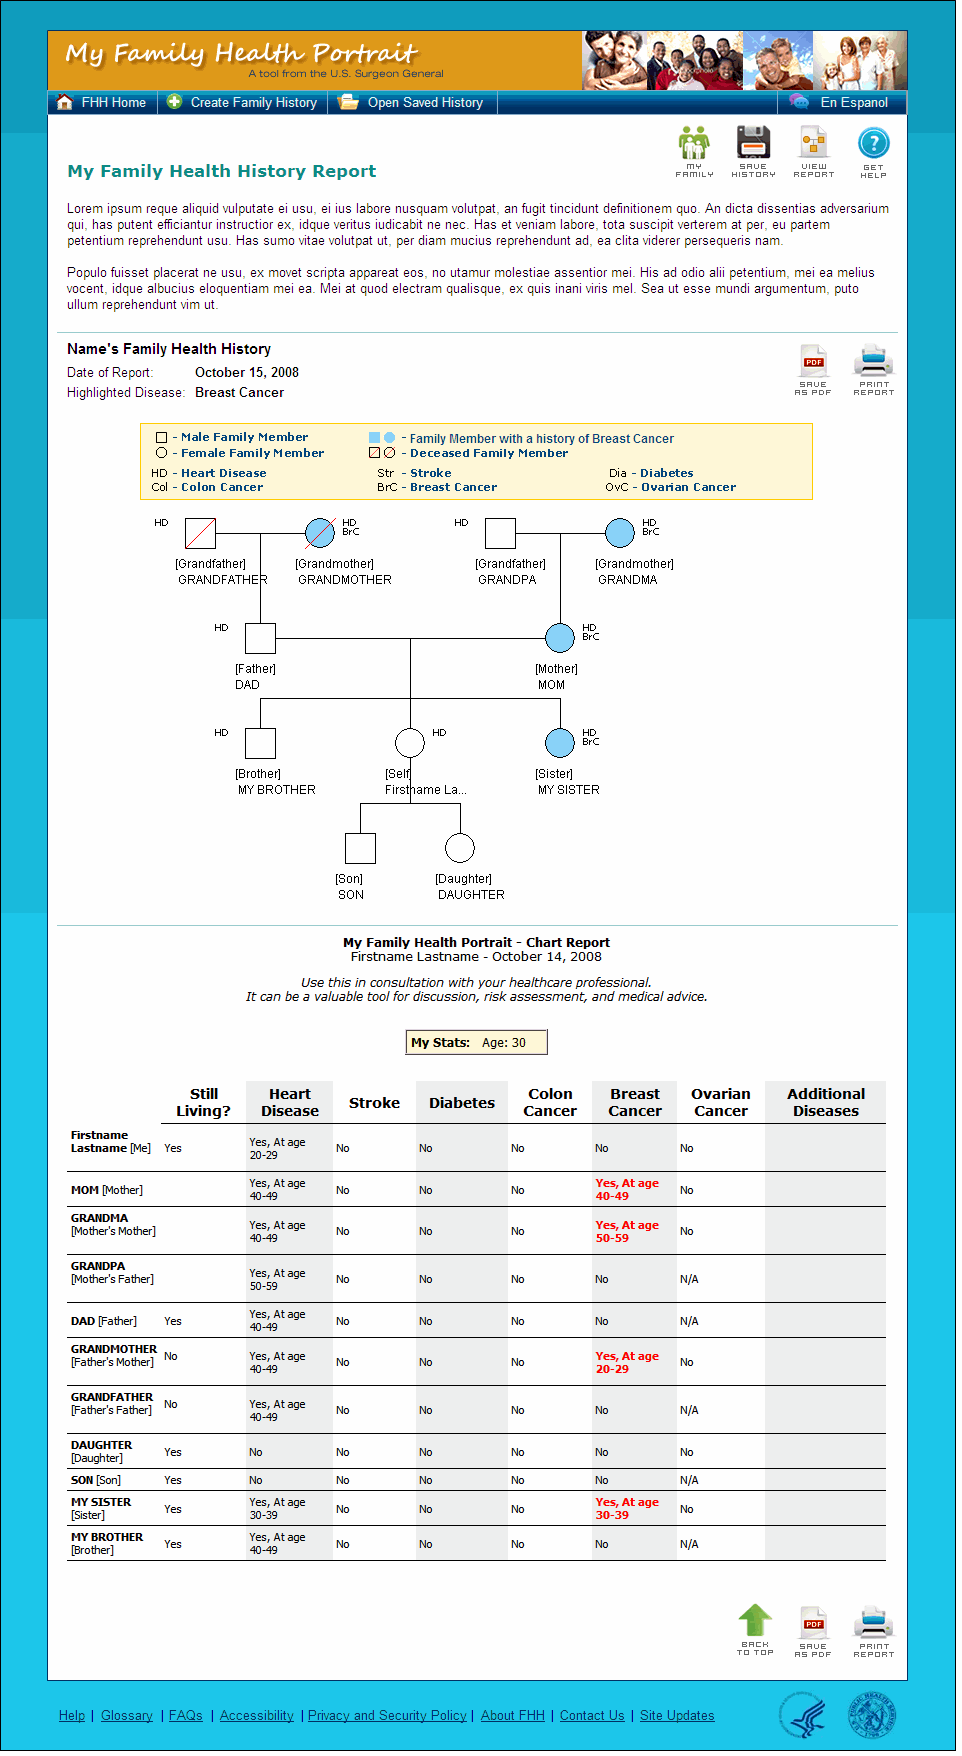 My Family Health Portrait
A tool from the U.S. Surgeon General
FHH Home Create Family History Open Saved History En Espanol
MY FAMILY SAVE HISTORY VIEW REPORT GET HELP
My Family Health History Report
Lorem ipsum reque aliquid vulputate ei usu, ei ius labore nusquam volutpat, an fugit tincidunt definitionem quo. An dicta dissentias adversarium
qui, has putent efficiantur instructior ex, idque veritus iudicabit ne nec. Has et veniam labore, tota suscipit verterem at per, eu partem
petentium reprehendunt usu. Has sumo vitae volutpat ut, per diam mucius reprehendunt ad, ea clita viderer persequeris nam.
Populo fuisset placerat ne usu, ex movet scripta appareat eos, no utamur molestiae assentior mei. His ad odio alii petentium, mei ea melius
vocent, idque albucius eloquentiam mei ea. Mei at quod electram qualisque, ex quis inani viris mel. Sea ut esse mundi argumentum, puto
ullum reprehendunt vim ut.
Name's Family Health History
Date of Report: October 15, 2008
Highlighted Disease: Breast Cancer
PDF SAVE AS PDF PRINT REPORT
- Male Family Member - Family Member with a history of Breast Cancer
- Female Family Member - Deceased Family Member
HD - Heart Disease Str - Stroke Dia - Diabetes
Col - Colon Cancer BrC - Breast Cancer OvC - Ovarian Cancer
HD HD BrC HD HD BrC
[Grandfather] [Grandmother] [Grandfather] [Grandmother]
GRANDFATHER GRANDMOTHER GRANDPA GRANDMA
HD HD BrC
[Father] [Mother]
DAD MOM
HD HD HD BrC
[Brother] [Self] [Sister]
MY BROTHER Firstname La... MY SISTER
[Son] [Daughter]
SON DAUGHTER
My Family Health Portrait - Chart Report
Firstname Lastname - October 14, 2008
Use this in consultation with your healthcare professional.
It can be a valuable tool for discussion, risk assessment, and medical advice.
My Stats: Age: 30
Still Living? Heart Disease Stroke Diabetes Colon Cancer Breast Cancer Ovarian Cancer Additional Diseases
Firstname Lastname [Me] Yes Yes, At age 20-29 No No No No No
MOM [Mother] Yes, At age 40-49 No No No Yes, At age 40-49 No
GRANDMA [Mother's Mother] Yes, At age 40-49 No No No Yes, At age 50-59 No
GRANDPA [Mother's Father] Yes, At age 50-59 No No No No N/A
DAD [Father] Yes Yes, At age 40-49 No No No No N/A
GRANDMOTHER [Father's Mother] No Yes, At age 40-49 No No No Yes, At age 20-29 No
GRANDFATHER [Father's Father] No Yes, At age 40-49 No No No No N/A
DAUGHTER [Daughter] Yes No No No No No No
SON [Son] Yes No No No No No N/A
MY SISTER [Sister] Yes Yes, At age 30-39 No No No Yes, At age 30-39 No
MY BROTHER [Brother] Yes Yes, At age 40-49 No No No No N/A
BACK TO TOP PDF SAVE AS PDF PRINT REPORT
Help | Glossary | FAQs | Accessibility | Privacy and Security Policy | About FHH | Contact Us | Site Updates